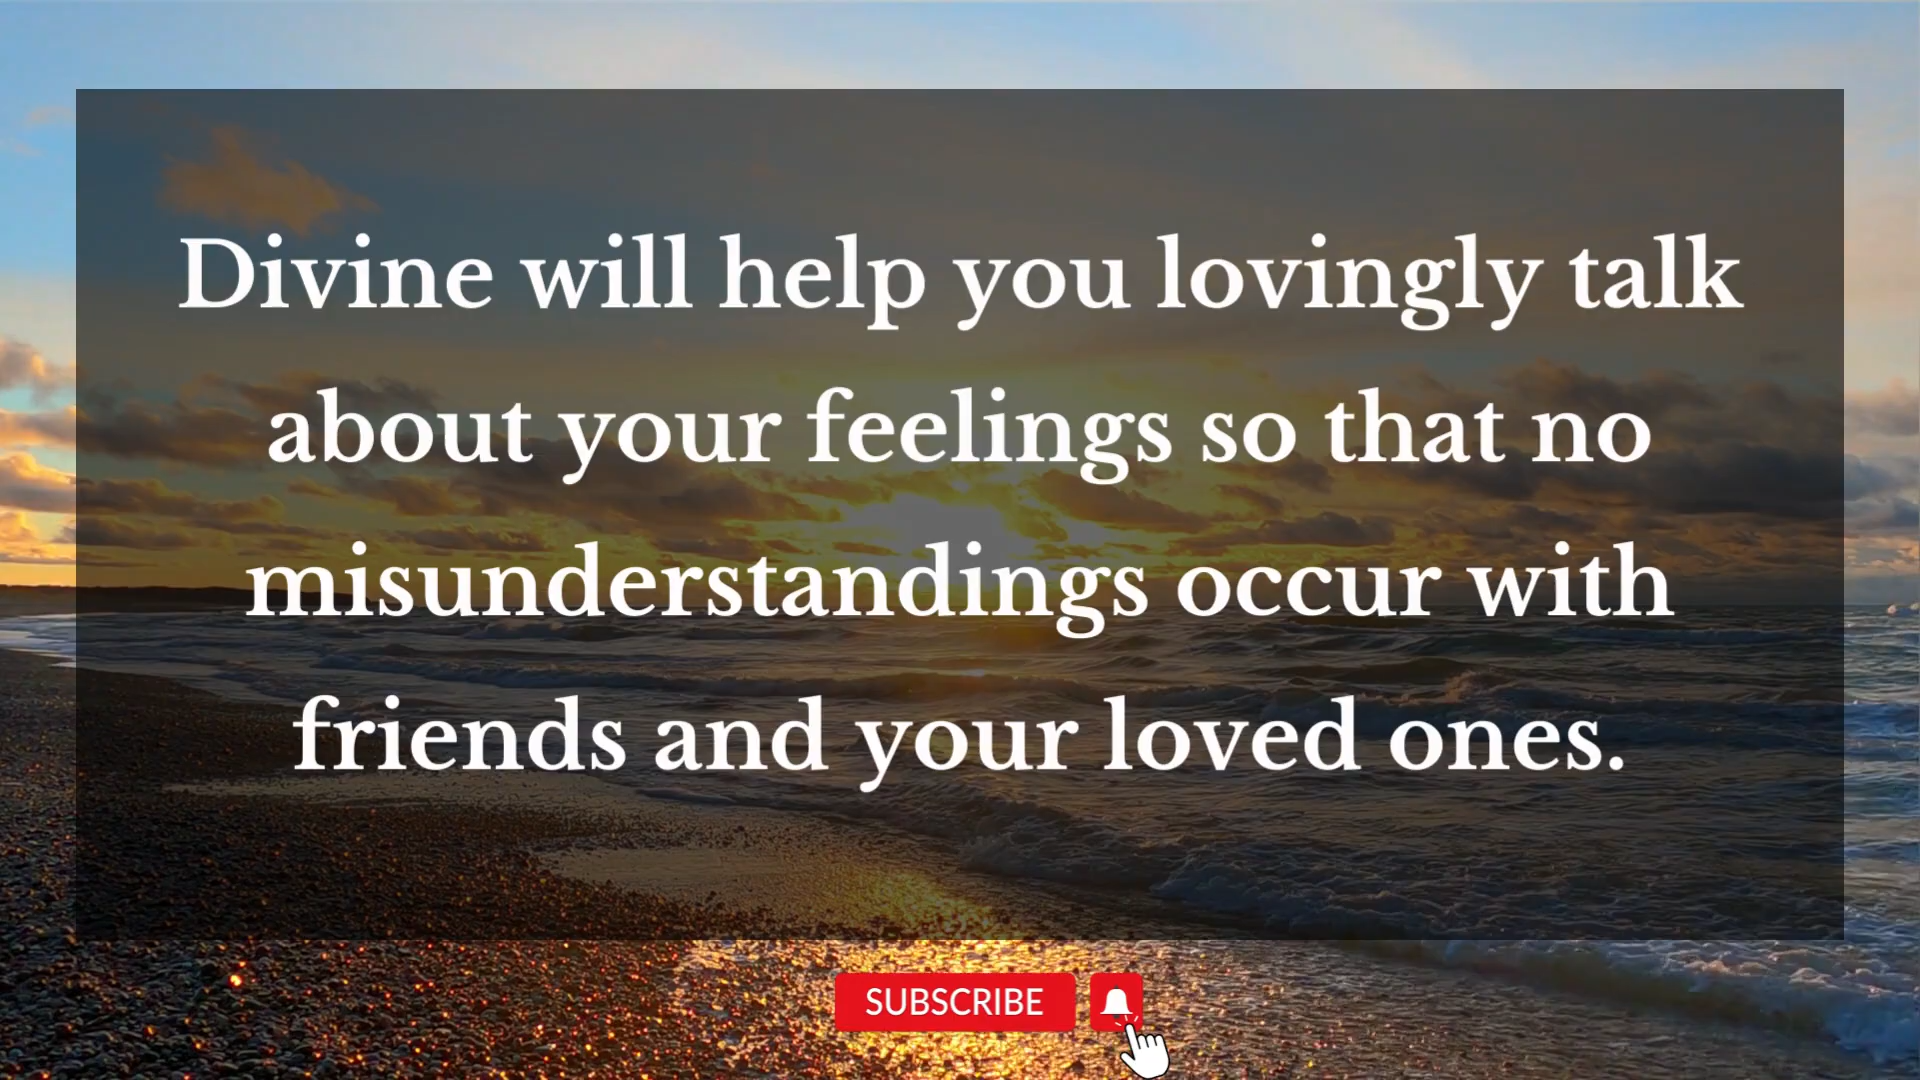 Divine will help you lovingly talk
about your feelings so that no
misunderstandings occur with
friends and your loved ones.
SUBSCRIBE